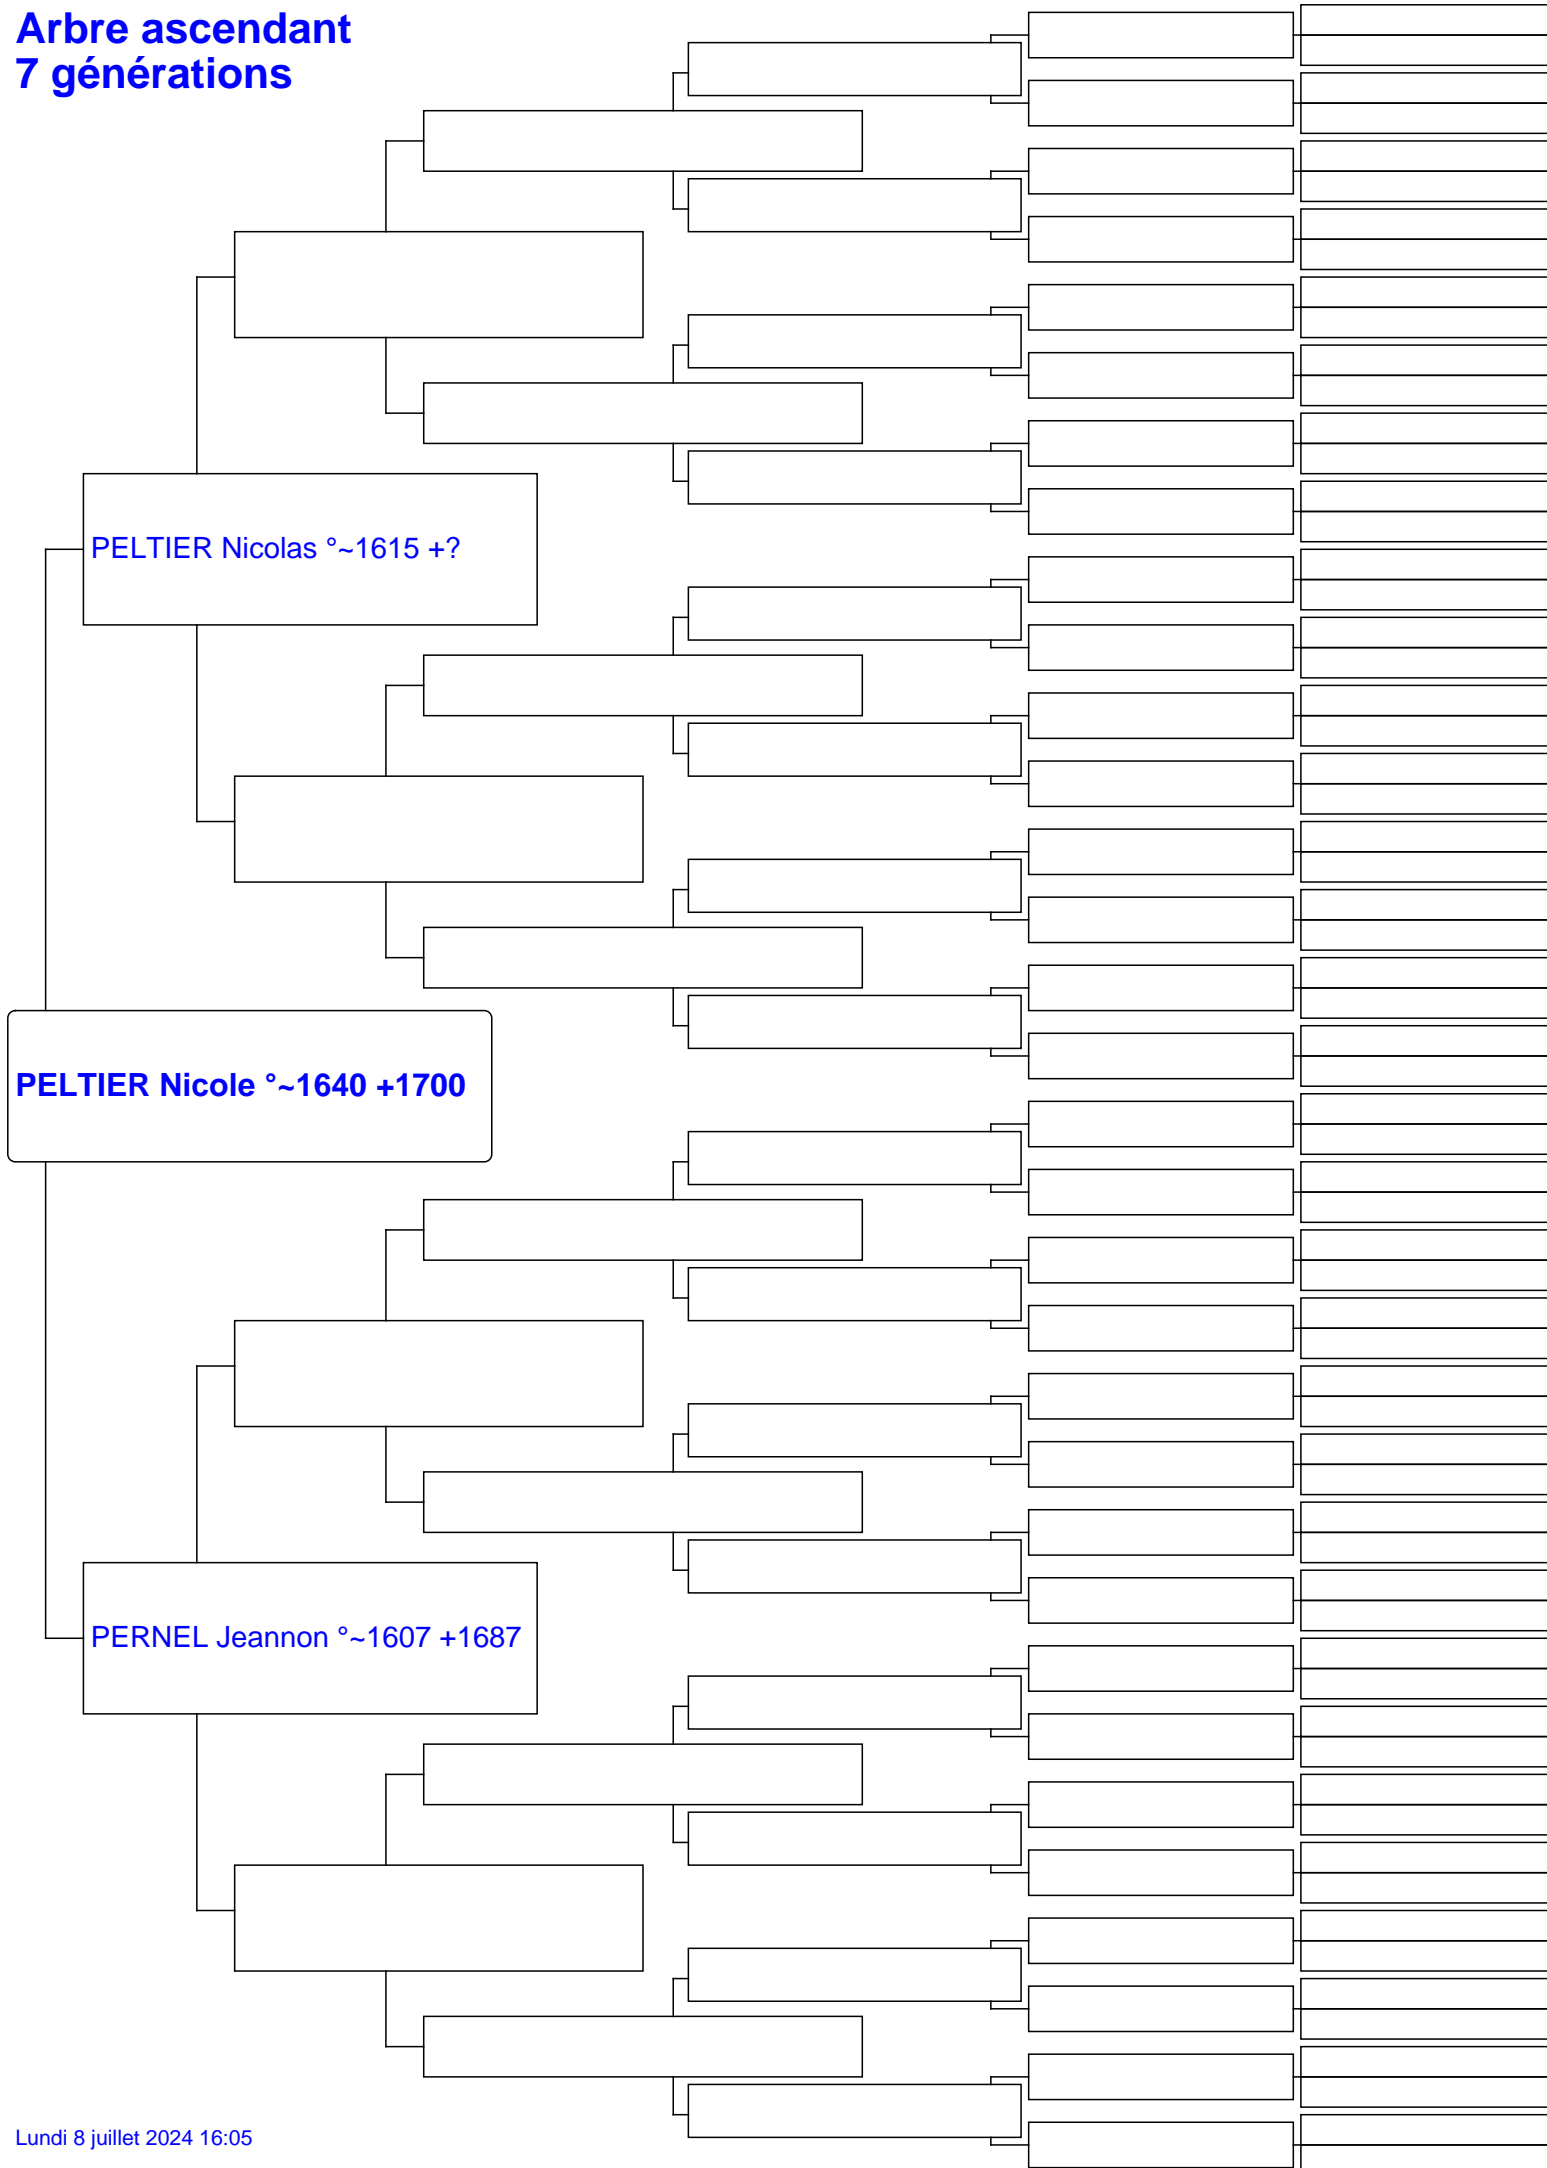 Arbre ascendant
7 générations
PELTIER Nicolas °~1615 +?
PELTIER Nicole °~1640 +1700
PERNEL Jeannon °~1607 +1687
Lundi 8 juillet 2024 16:05